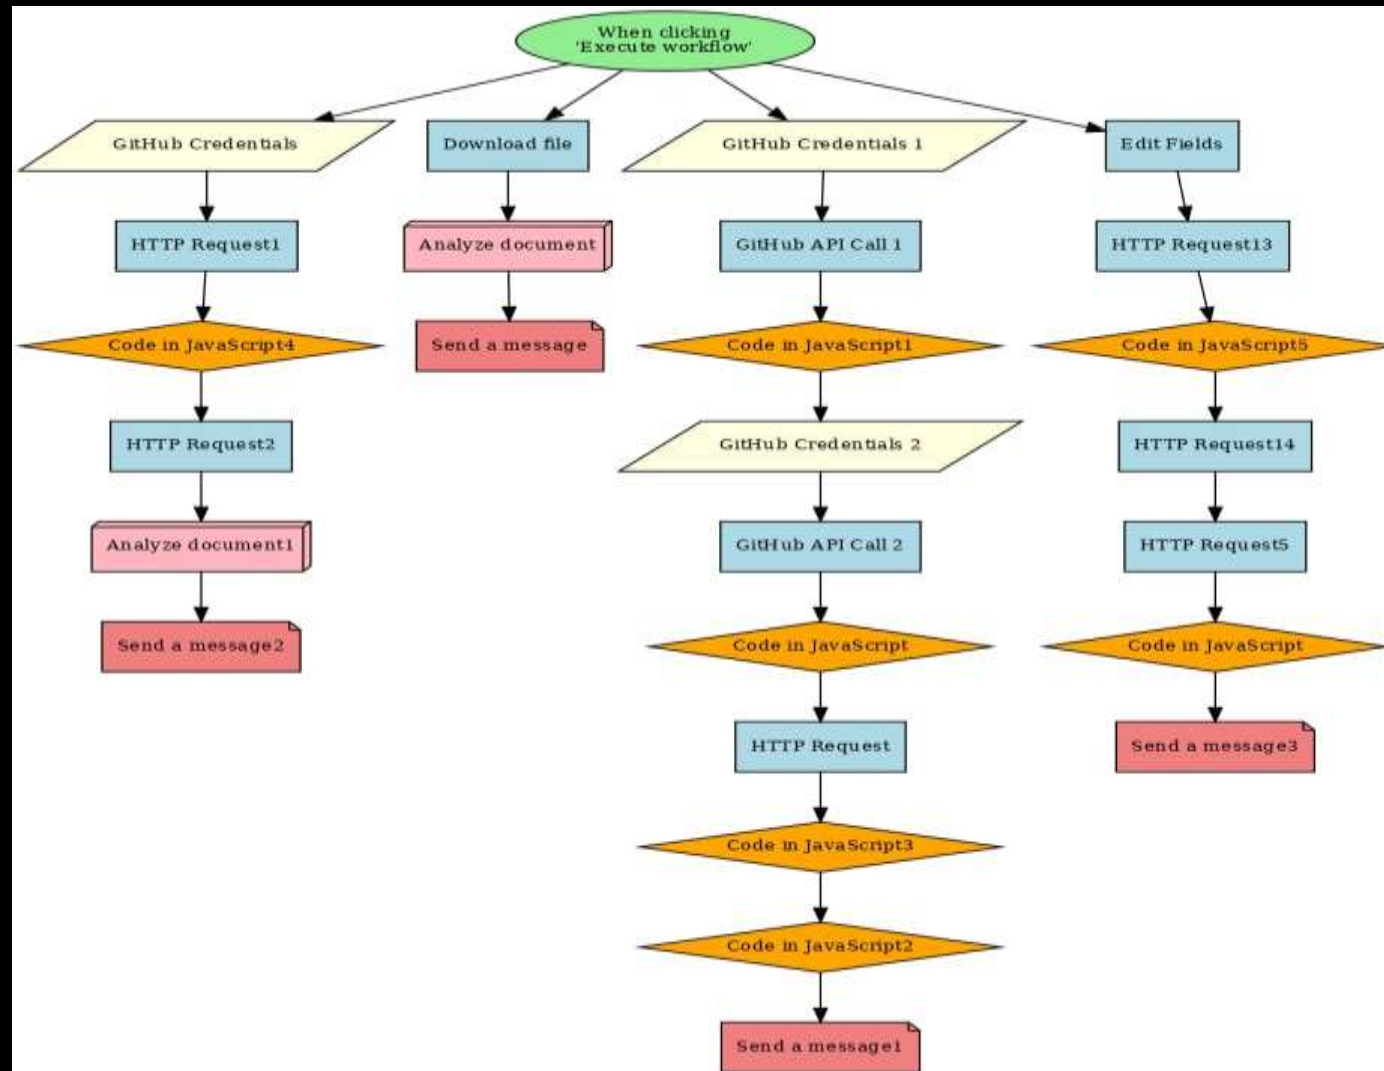 When clicking
'Execute workflow'
GitHub Credentials
Download file
GitHub Credentials 1
Edit Fields
HTTP Request1
Analyze document
GitHub API Call 1
HTTP Request13
Code in JavaScript4
Send a message
Code in JavaScript1
Code in JavaScript5
HTTP Request2
GitHub Credentials 2
HTTP Request14
Analyze document1
GitHub API Call 2
HTTP Request5
Send a message2
Code in JavaScript
Code in JavaScript
HTTP Request
Send a message3
Code in JavaScript3
Code in JavaScript2
Send a message1